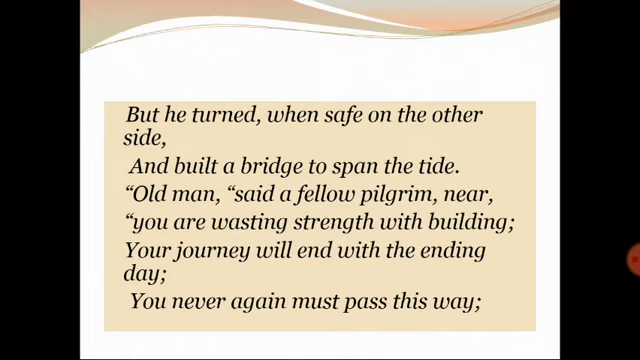 But he turned, when safe on the other
side,
And built a bridge to span the tide.
“Old man, “said a fellow pilgrim, near,
“you are wasting strength with building;
Your journey will end with the ending
day;
You never again must pass this way;